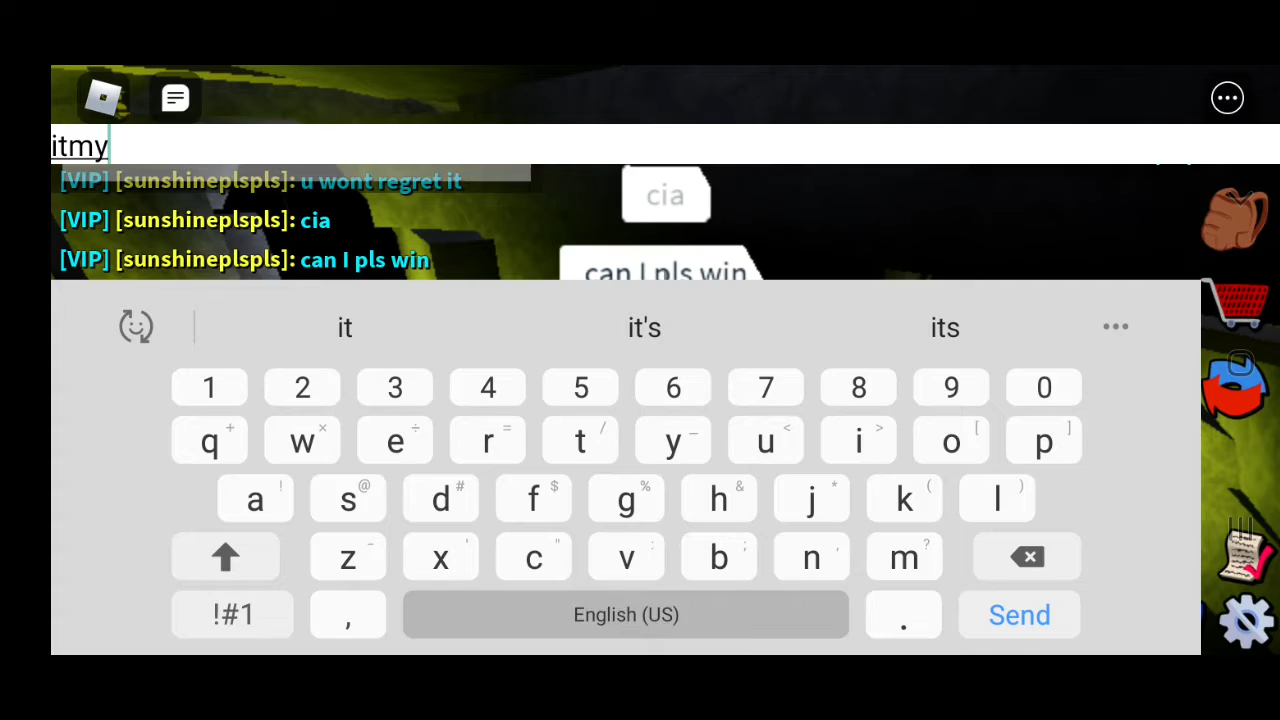 itmy
[VIP] [sunshineplspls]: u wont regret it
[VIP] [sunshineplspls]: cia
[VIP] [sunshineplspls]: can I pls win
cia
can I pls win
it it's its
1 2 3 4 5 6 7 8 9 0
q + w × e ÷ r = t / y _ u < i > o [ p ]
a ! s @ d # f $ g % h & j * k ( l )
z - x ' c " v : b ; n , m ?
!#1 , English (US) . Send